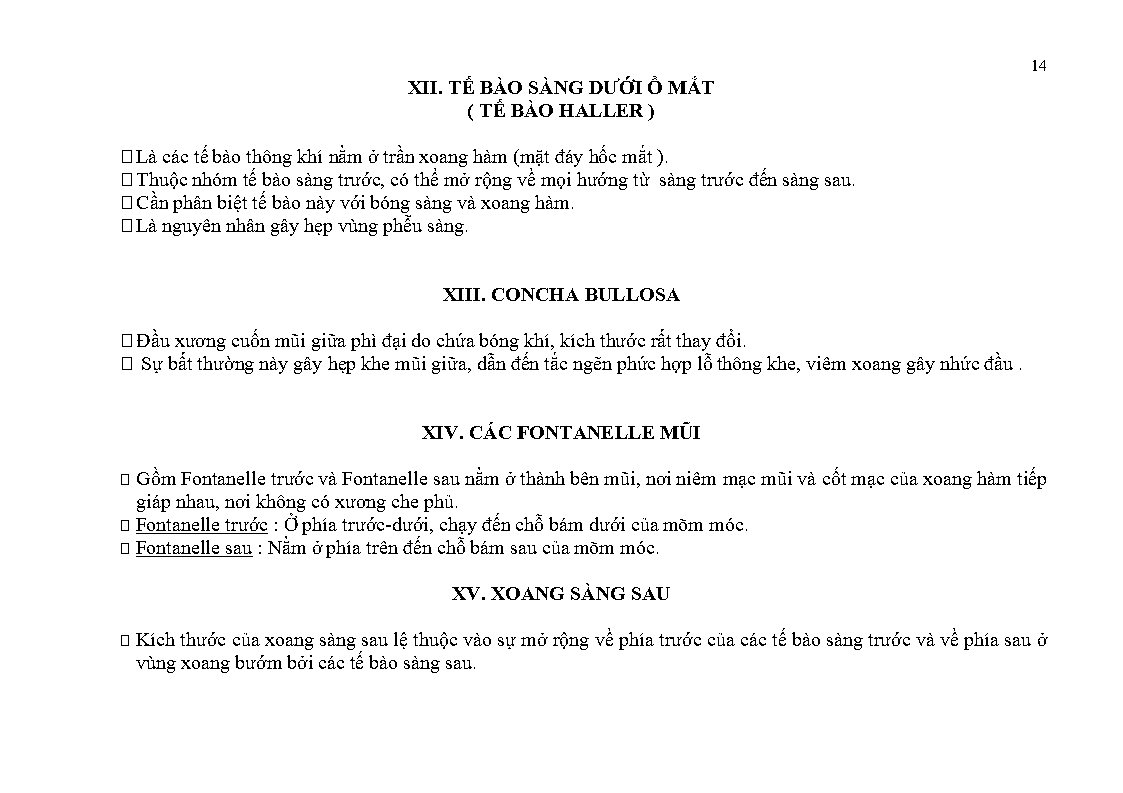 14
XII. TẾ BÀO SÀNG DƯỚI Ổ MẮT
( TẾ BÀO HALLER )
Là các tế bào thông khí nằm ở trần xoang hàm (mặt đáy hốc mắt ).
Thuộc nhóm tế bào sàng trước, có thể mở rộng về mọi hướng từ sàng trước đến sàng sau.
Cần phân biệt tế bào này với bóng sàng và xoang hàm.
Là nguyên nhân gây hẹp vùng phễu sàng.
XIII. CONCHA BULLOSA
Đầu xương cuốn mũi giữa phì đại do chứa bóng khí, kích thước rất thay đổi.
Sự bất thường này gây hẹp khe mũi giữa, dẫn đến tắc ngẽn phức hợp lỗ thông khe, viêm xoang gây nhức đầu .
XIV. CÁC FONTANELLE MŨI
Gồm Fontanelle trước và Fontanelle sau nằm ở thành bên mũi, nơi niêm mạc mũi và cốt mạc của xoang hàm tiếp
giáp nhau, nơi không có xương che phủ.
Fontanelle trước : Ở phía trước-dưới, chạy đến chỗ bám dưới của mõm móc.
Fontanelle sau : Nằm ở phía trên đến chỗ bám sau của mõm móc.
XV. XOANG SÀNG SAU
Kích thước của xoang sàng sau lệ thuộc vào sự mở rộng về phía trước của các tế bào sàng trước và về phía sau ở
vùng xoang bướm bởi các tế bào sàng sau.